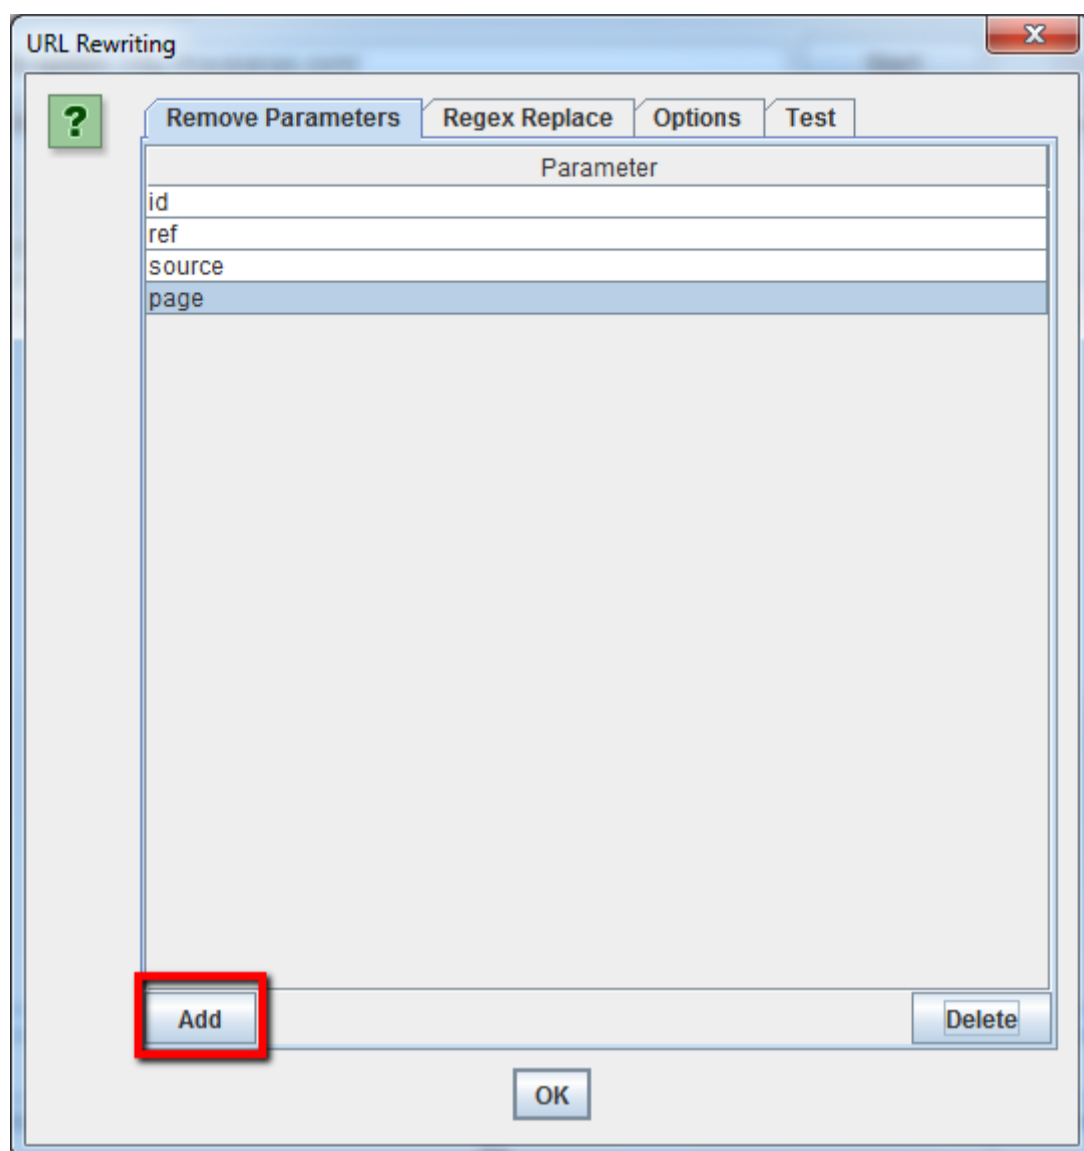 URL Rewriting
X
?
Remove Parameters Regex Replace Options Test
Parameter
id
ref
source
page
Add Delete
OK